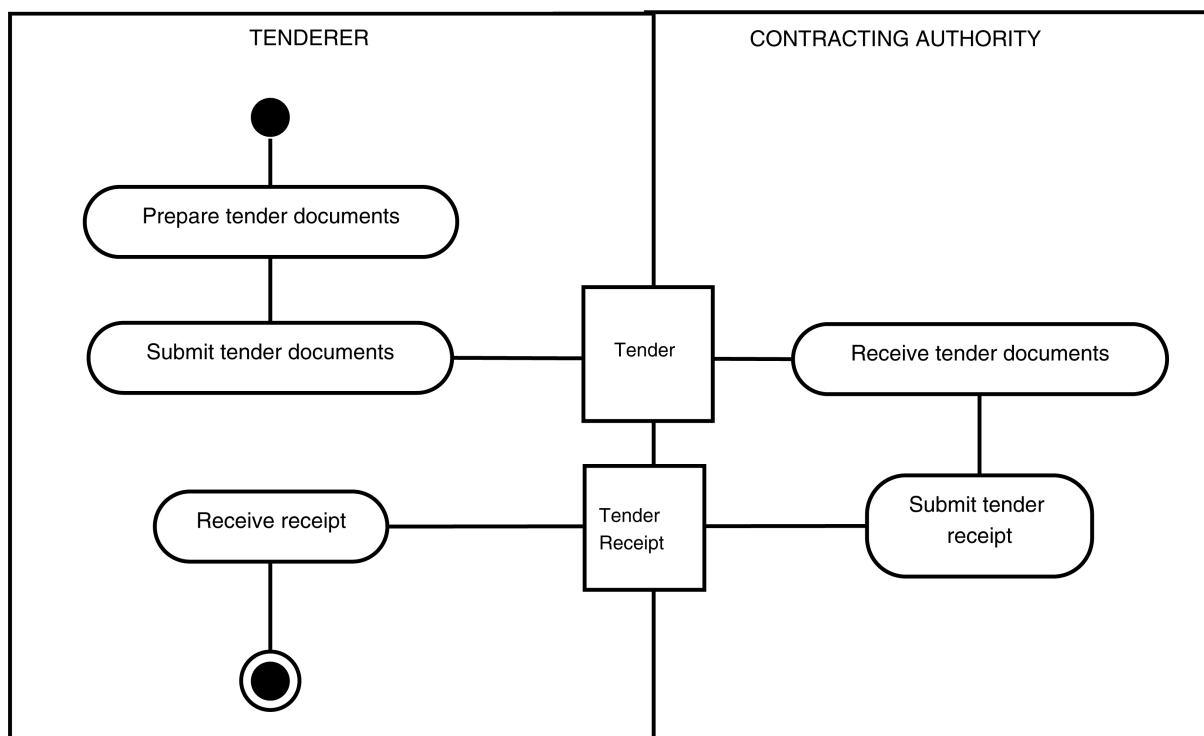 TENDERER
CONTRACTING AUTHORITY
Prepare tender documents
Submit tender documents
Tender
Receive tender documents
Receive receipt
Tender
Receipt
Submit tender
receipt